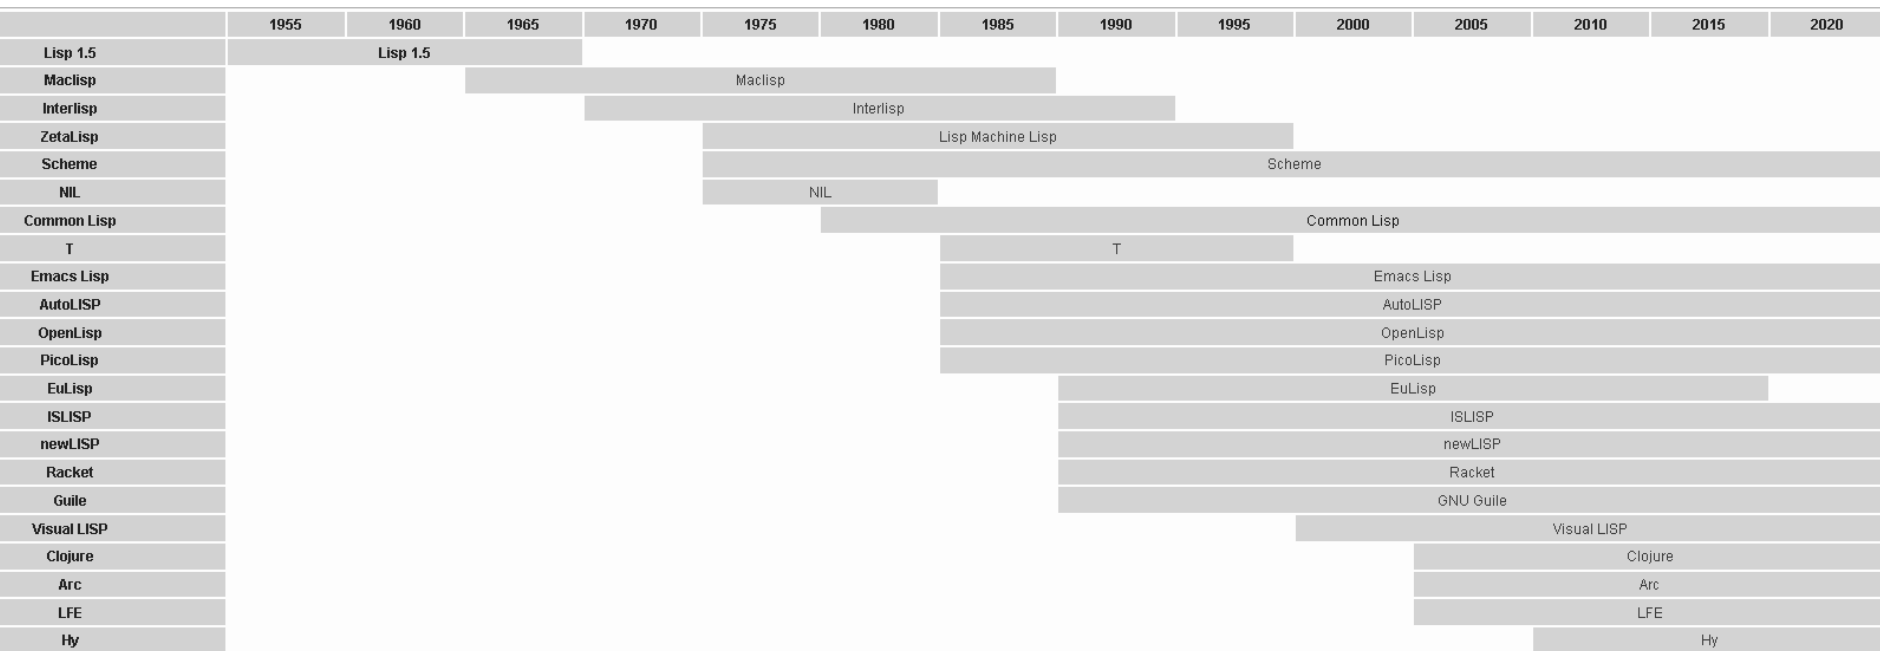 1955 1960 1965 1970 1975 1980 1985 1990 1995 2000 2005 2010 2015 2020
Lisp 1.5 Lisp 1.5
Maclisp Maclisp
Interlisp Interlisp
ZetaLisp Lisp Machine Lisp
Scheme Scheme
NIL NIL
Common Lisp Common Lisp
T T
Emacs Lisp Emacs Lisp
AutoLISP AutoLISP
OpenLisp OpenLisp
PicoLisp PicoLisp
EuLisp EuLisp
ISLISP ISLISP
newLISP newLISP
Racket Racket
Guile GNU Guile
Visual LISP Visual LISP
Clojure Clojure
Arc Arc
LFE LFE
Hy Hy